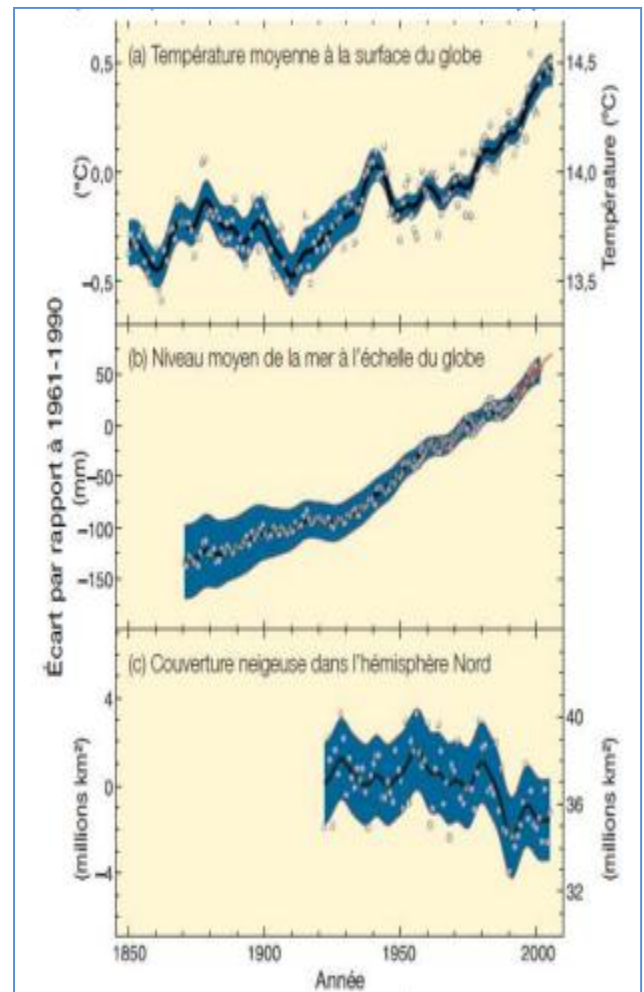 (a) Température moyenne à la surface du globe
0,5
0,0
−0,5
(°C)
14,5
14,0
13,5
Température (°C)
Écart par rapport à 1961-1990
(b) Niveau moyen de la mer à l'échelle du globe
50
0
−50
−100
−150
(mm)
(c) Couverture neigeuse dans l'hémisphère Nord
4
0
−4
(millions km²)
40
36
32
(millions km²)
1850
1900
1950
2000
Année